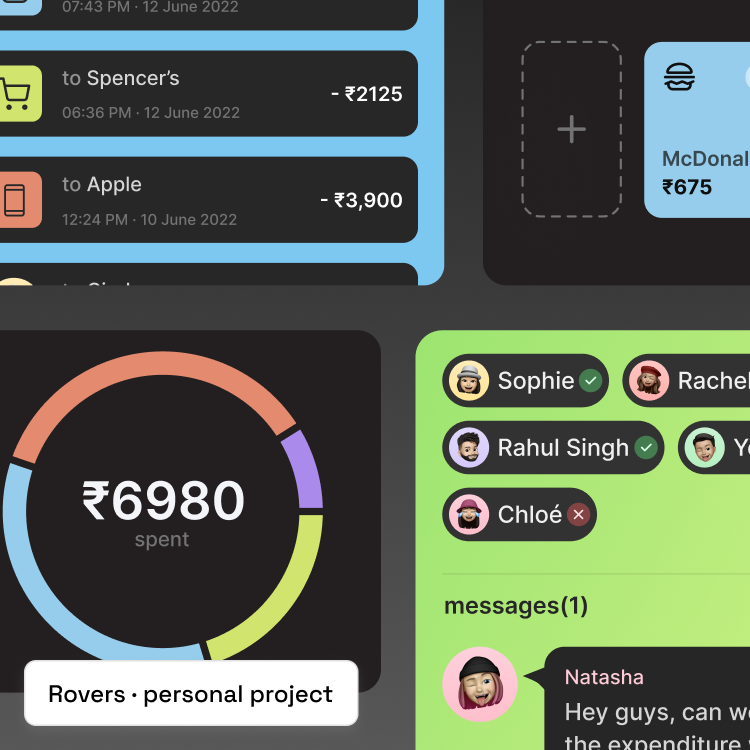 07:43 PM · 12 June 2022
to Spencer’s
- ₹2125
06:36 PM · 12 June 2022
to Apple
- ₹3,900
12:24 PM · 10 June 2022
McDonal
₹675
₹6980
spent
Sophie
Rachel
Rahul Singh
Chloé
messages(1)
Natasha
Hey guys, can we
the expenditure
Rovers · personal project